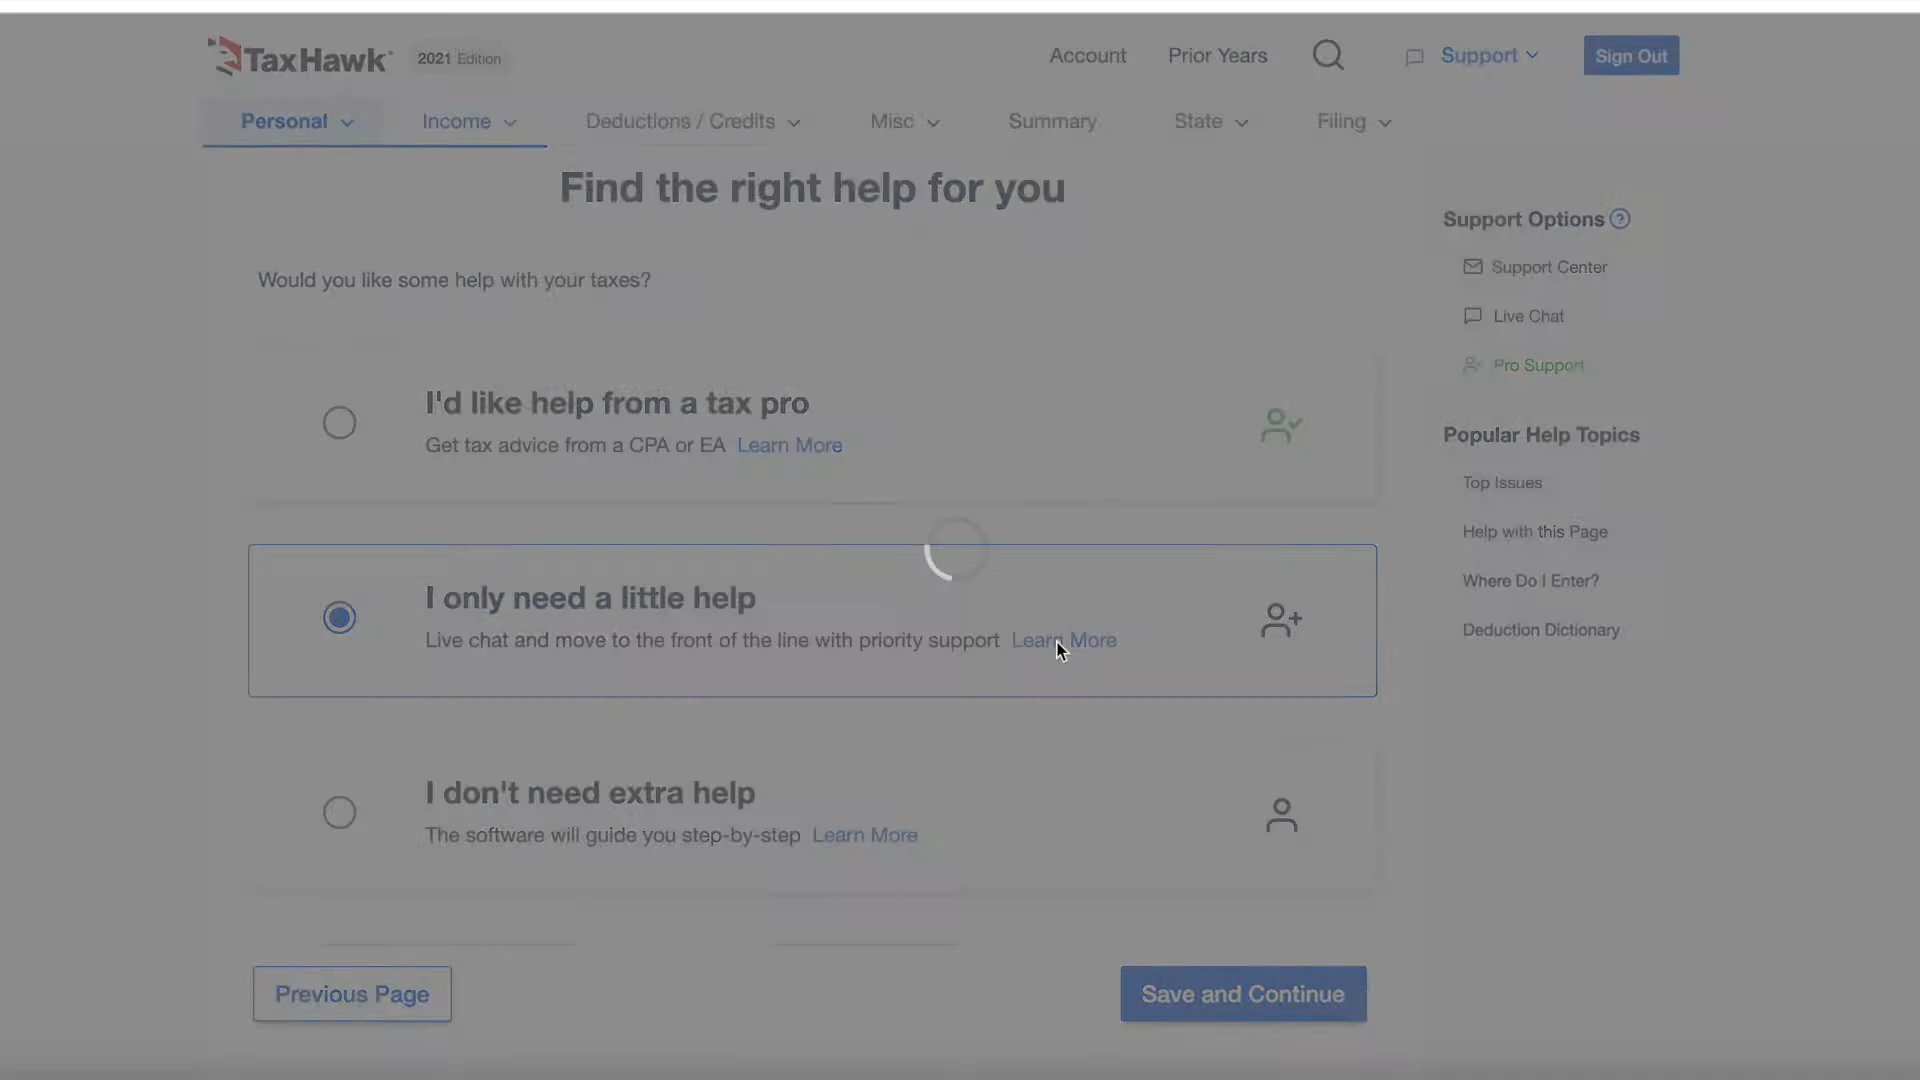 TaxHawk 2021 Edition Account Prior Years Support Sign Out
Personal Income Deductions / Credits Misc Summary State Filing
Find the right help for you
Would you like some help with your taxes?
I'd like help from a tax pro
Get tax advice from a CPA or EA Learn More
I only need a little help
Live chat and move to the front of the line with priority support Learn More
I don't need extra help
The software will guide you step-by-step Learn More
Previous Page Save and Continue
Support Options
Support Center
Live Chat
Pro Support
Popular Help Topics
Top Issues
Help with this Page
Where Do I Enter?
Deduction Dictionary